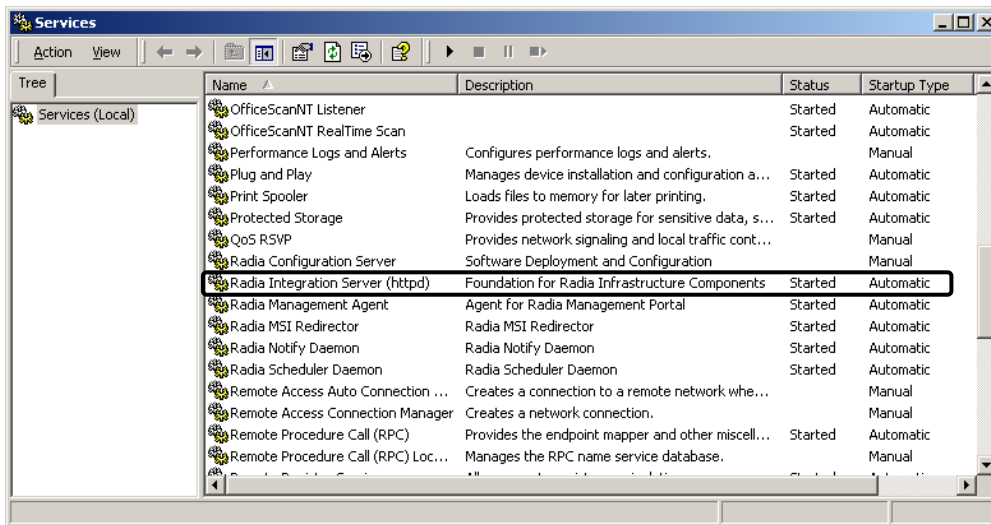 Services
Action View
Tree
Name Description Status Startup Type
Services (Local)
OfficeScanNT Listener Started Automatic
OfficeScanNT RealTime Scan Started Automatic
Performance Logs and Alerts Configures performance logs and alerts. Manual
Plug and Play Manages device installation and configuration a... Started Automatic
Print Spooler Loads files to memory for later printing. Started Automatic
Protected Storage Provides protected storage for sensitive data, s... Started Automatic
QoS RSVP Provides network signaling and local traffic cont... Manual
Radia Configuration Server Software Deployment and Configuration Manual
Radia Integration Server (httpd) Foundation for Radia Infrastructure Components Started Automatic
Radia Management Agent Agent for Radia Management Portal Started Automatic
Radia MSI Redirector Radia MSI Redirector Started Automatic
Radia Notify Daemon Radia Notify Daemon Started Automatic
Radia Scheduler Daemon Radia Scheduler Daemon Started Automatic
Remote Access Auto Connection ... Creates a connection to a remote network whe... Manual
Remote Access Connection Manager Creates a network connection. Manual
Remote Procedure Call (RPC) Provides the endpoint mapper and other miscell... Started Automatic
Remote Procedure Call (RPC) Loc... Manages the RPC name service database. Manual